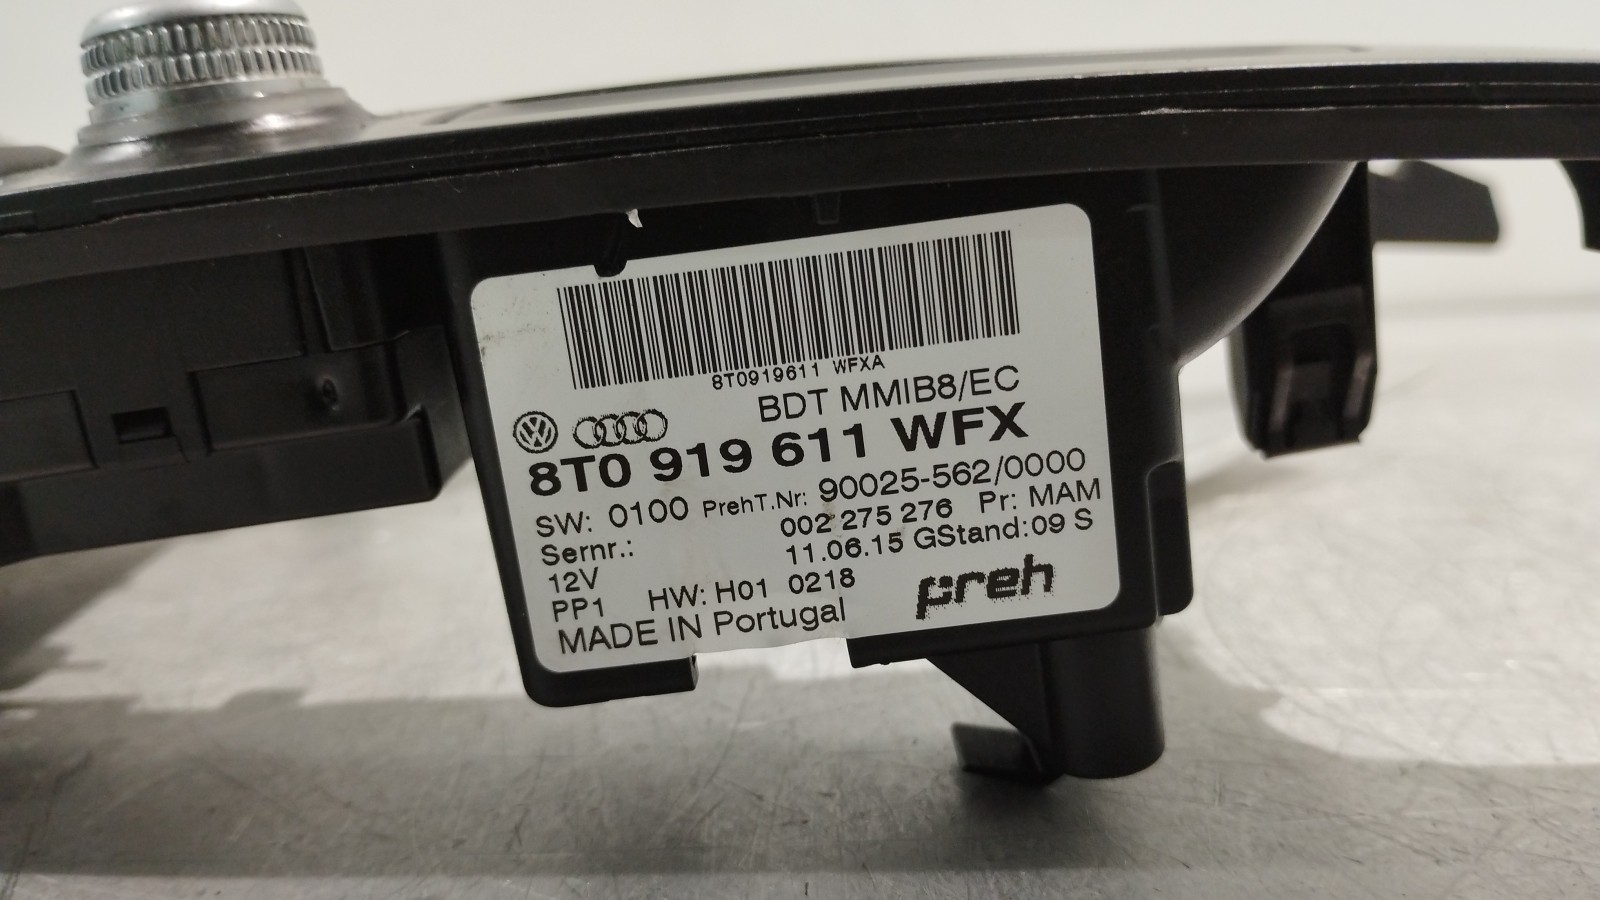 8T0919611 WFXA
BDT MMIB8/EC
8T0 919 611 WFX
SW: 0100 PrehT.Nr: 90025-562/0000
Sernr.: 002 275 276 Pr: MAM
12V 11.06.15 GStand:09 S
PP1 HW: H01 0218
MADE IN Portugal
preh